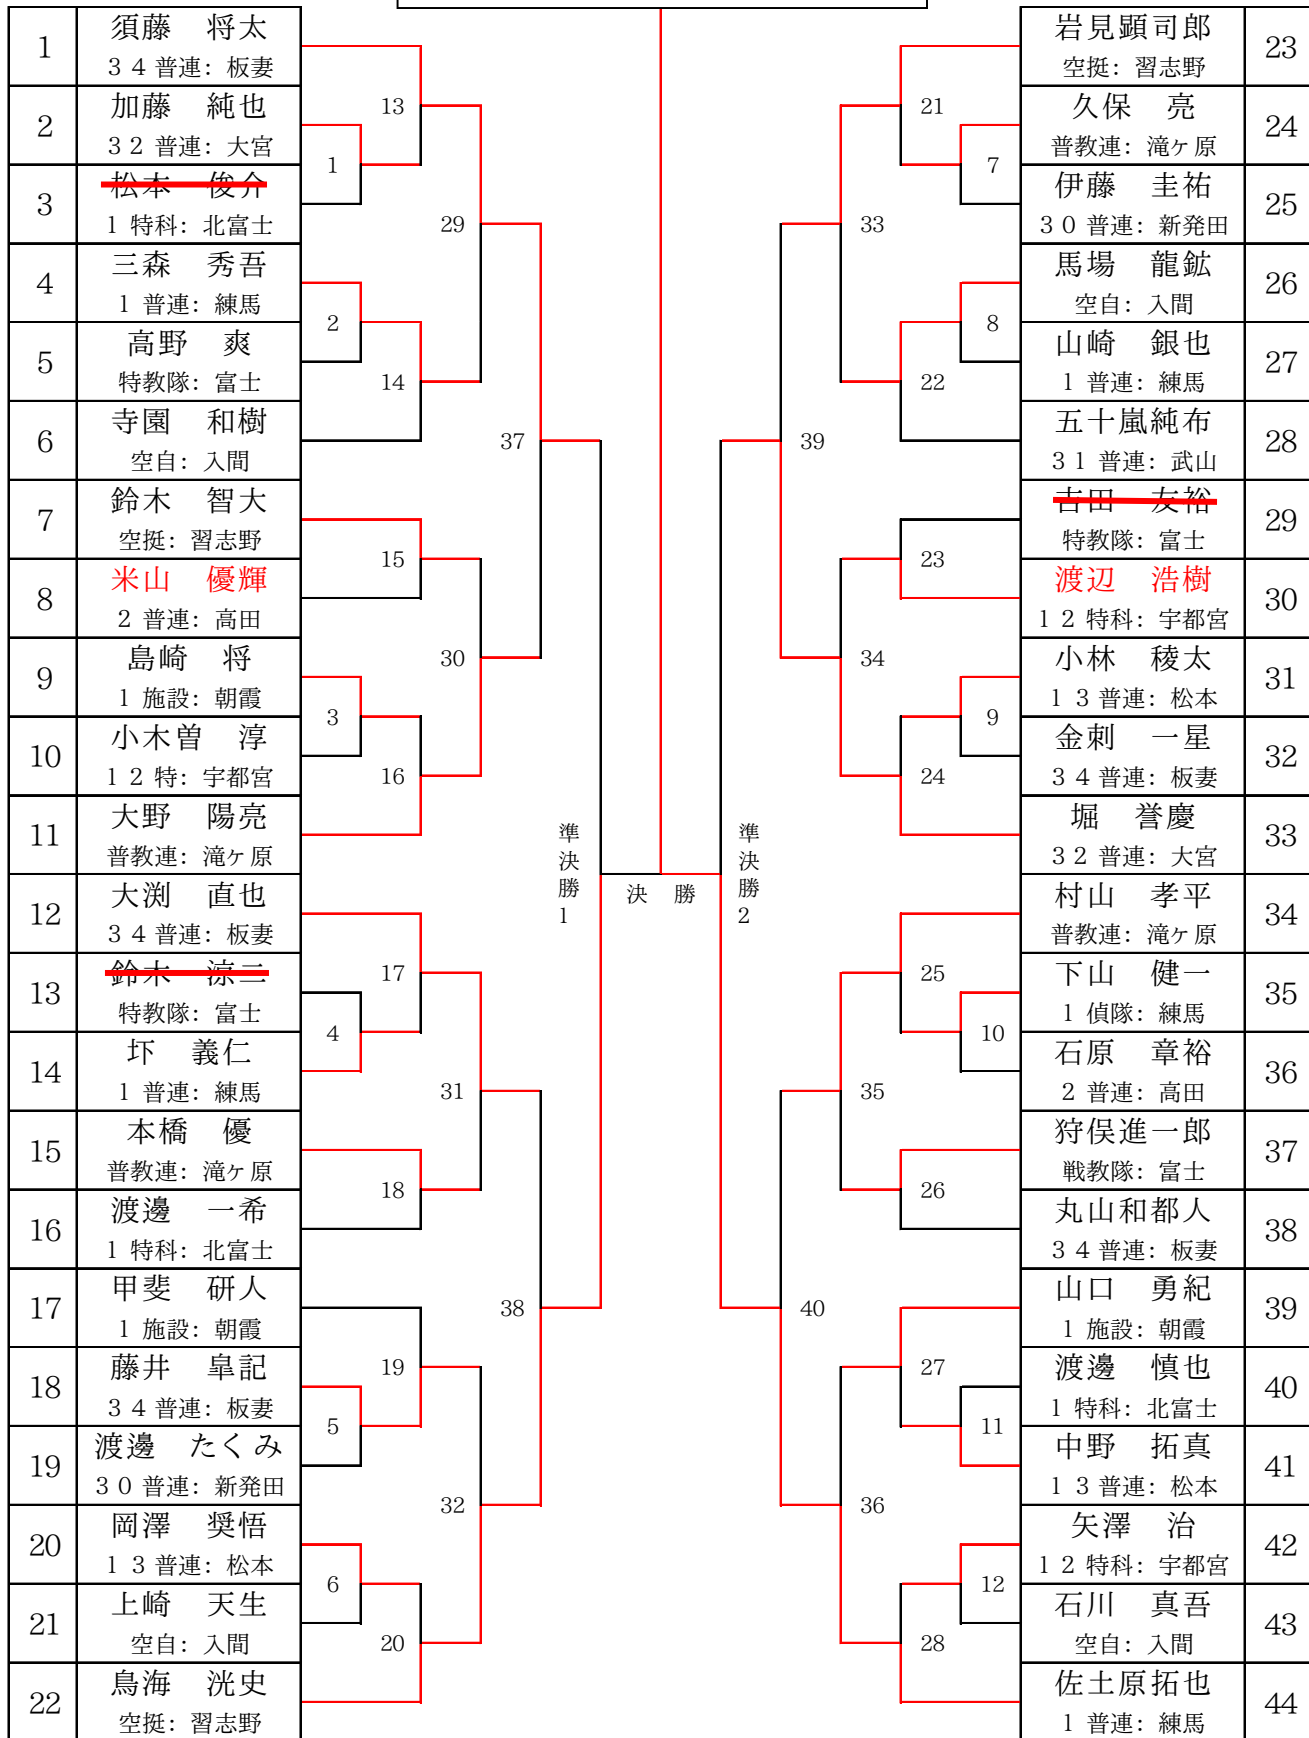 1
須藤　将太
３４普連：板妻
2
加藤　純也
３２普連：大宮
3
松本　俊介
１特科：北富士
4
三森　秀吾
１普連：練馬
5
高野　爽
特教隊：富士
6
寺園　和樹
空自：入間
7
鈴木　智大
空挺：習志野
8
米山　優輝
２普連：高田
9
島崎　将
１施設：朝霞
10
小木曽　淳
１２特：宇都宮
11
大野　陽亮
普教連：滝ヶ原
12
大渕　直也
３４普連：板妻
13
鈴木　涼二
特教隊：富士
14
圷　義仁
１普連：練馬
15
本橋　優
普教連：滝ヶ原
16
渡邊　一希
１特科：北富士
17
甲斐　研人
１施設：朝霞
18
藤井　皐記
３４普連：板妻
19
渡邊　たくみ
３０普連：新発田
20
岡澤　奨悟
１３普連：松本
21
上崎　天生
空自：入間
22
鳥海　洸史
空挺：習志野
1
2
3
4
5
6
13
14
15
16
17
18
19
20
29
30
31
32
37
38
準決勝1
決　勝
準決勝2
39
40
33
34
35
36
21
22
23
24
25
26
27
28
7
8
9
10
11
12
岩見顕司郎
空挺：習志野
23
久保　亮
普教連：滝ヶ原
24
伊藤　圭祐
３０普連：新発田
25
馬場　龍鉱
空自：入間
26
山崎　銀也
１普連：練馬
27
五十嵐純布
３１普連：武山
28
吉田　友裕
特教隊：富士
29
渡辺　浩樹
１２特科：宇都宮
30
小林　稜太
１３普連：松本
31
金刺　一星
３４普連：板妻
32
堀　誉慶
３２普連：大宮
33
村山　孝平
普教連：滝ヶ原
34
下山　健一
１偵隊：練馬
35
石原　章裕
２普連：高田
36
狩俣進一郎
戦教隊：富士
37
丸山和都人
３４普連：板妻
38
山口　勇紀
１施設：朝霞
39
渡邊　慎也
１特科：北富士
40
中野　拓真
１３普連：松本
41
矢澤　治
１２特科：宇都宮
42
石川　真吾
空自：入間
43
佐土原拓也
１普連：練馬
44